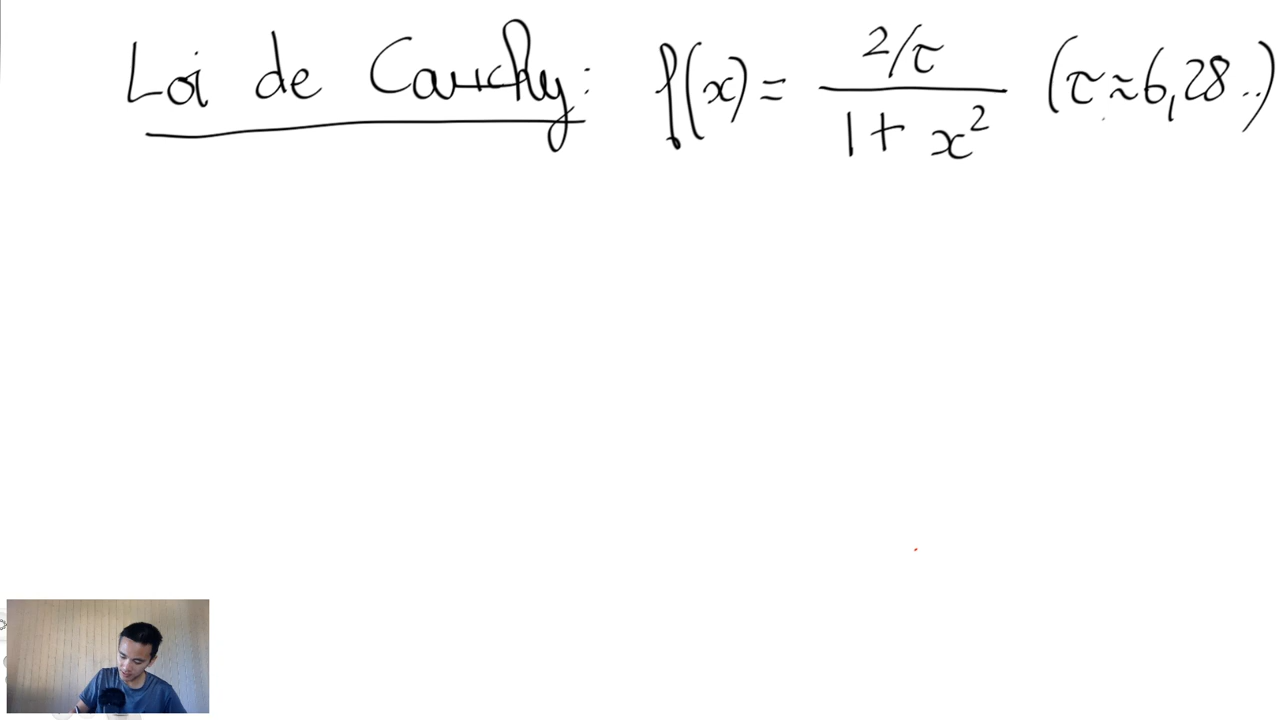 Loi de Cauchy: f(x) = (2/τ)/(1 + x²) (τ≈6,28..)